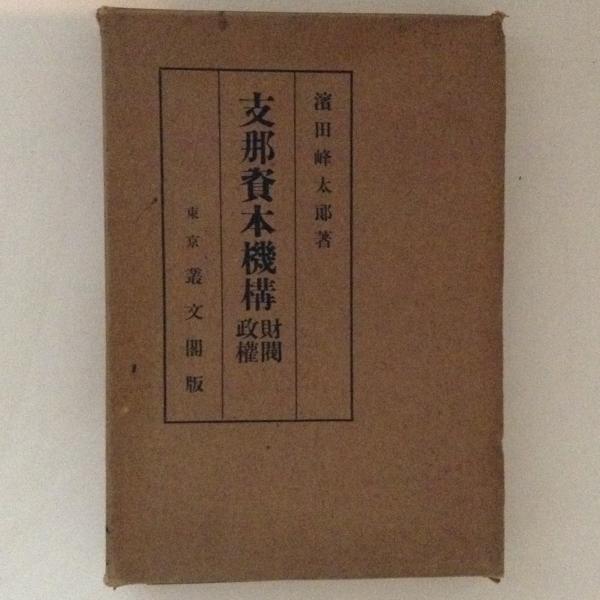 濱田峰太郎著
支那資本機構
財閥
政權
東京 叢文閣版